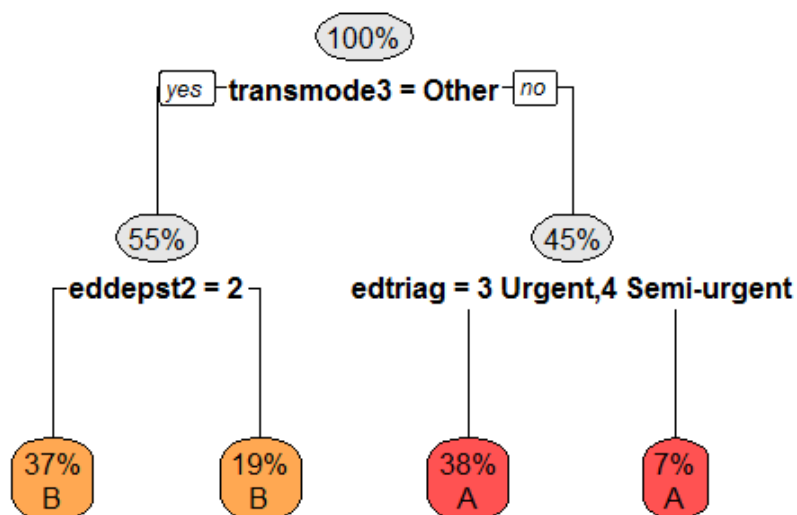 100%
yes transmode3 = Other no
55% 45%
eddepst2 = 2 edtriag = 3 Urgent,4 Semi-urgent
37% 19% 38% 7%
B B A A